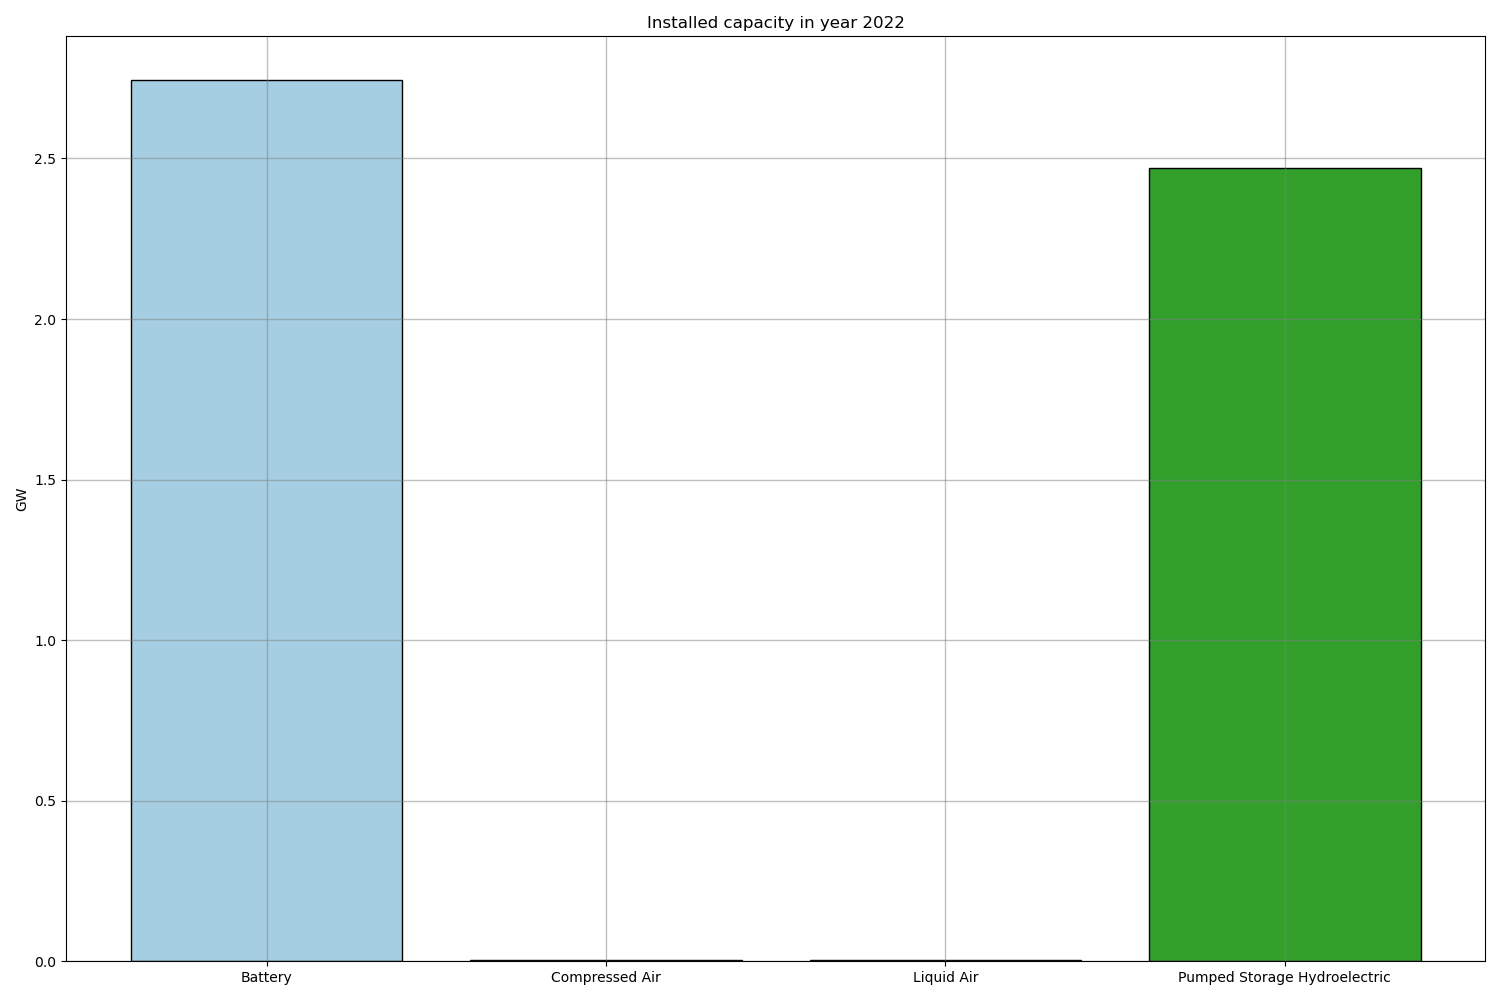 Installed capacity in year 2022
GW
2.5
2.0
1.5
1.0
0.5
0.0
Battery
Compressed Air
Liquid Air
Pumped Storage Hydroelectric